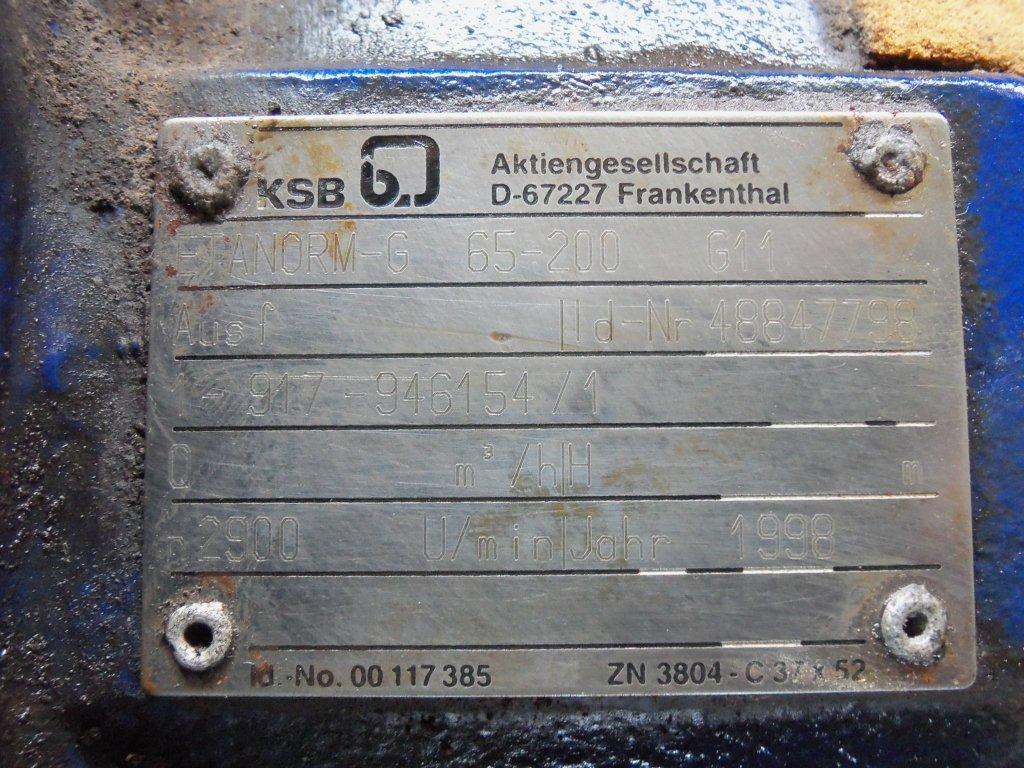 KSB Aktiengesellschaft
D-67227 Frankenthal
ETANORM-G 65-200 G11
Ausf Id-Nr 48847798
1- 917 -946154 /1
Q m³/h H m
n 2900 U/min Jahr 1998
Id.-No. 00 117 385 ZN 3804 - C 37 x 52